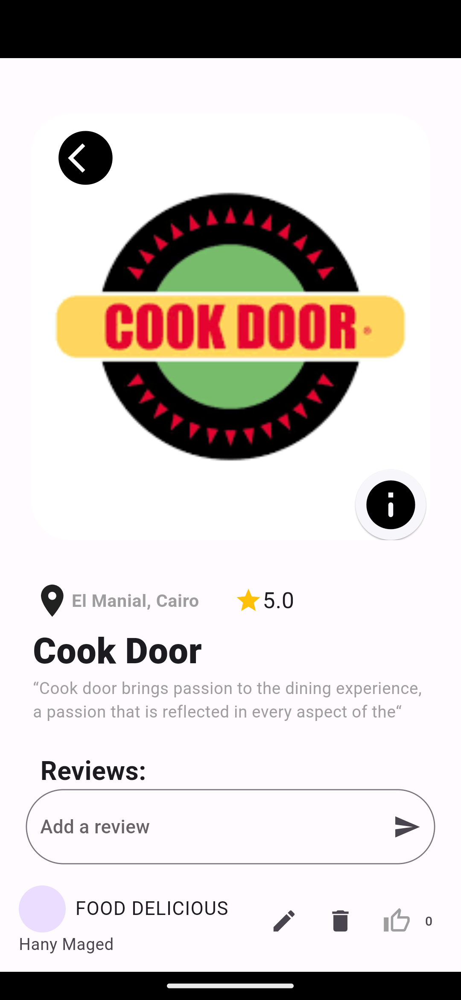 COOK DOOR ®
El Manial, Cairo
5.0
Cook Door
“Cook door brings passion to the dining experience,
a passion that is reflected in every aspect of the“
Reviews:
Add a review
FOOD DELICIOUS
0
Hany Maged